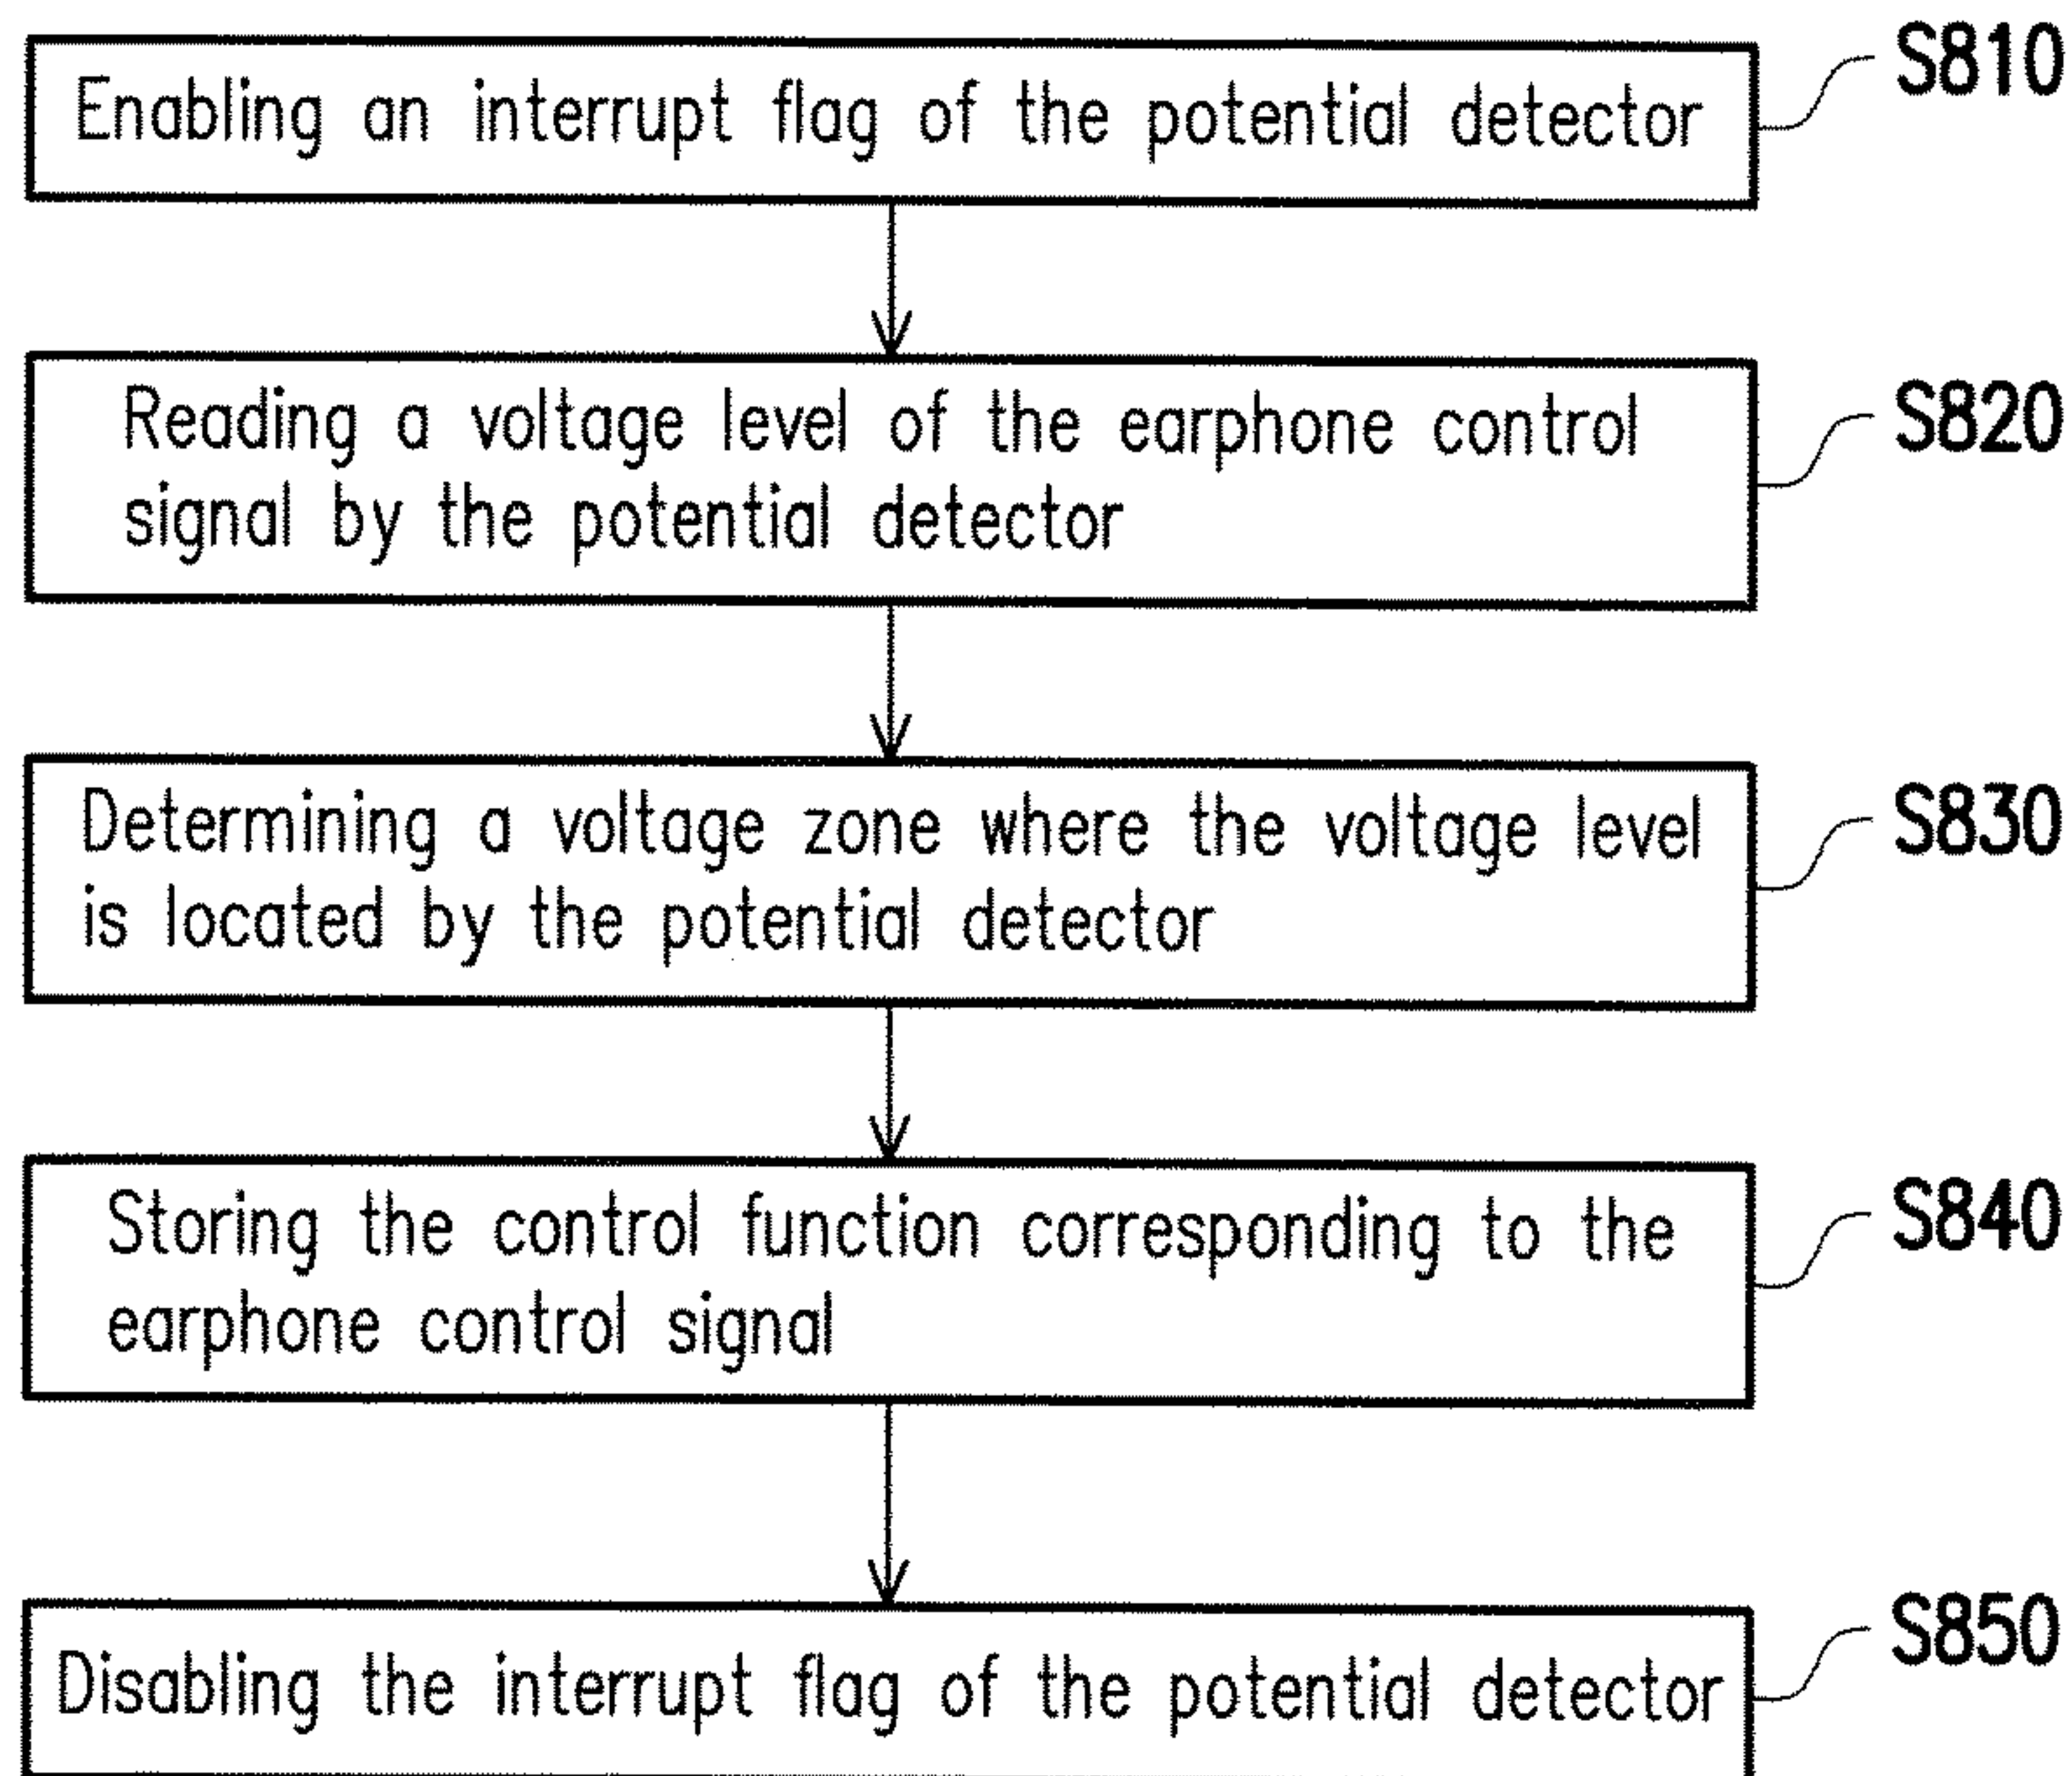 Enabling an interrupt flag of the potential detector
S810
Reading a voltage level of the earphone control
signal by the potential detector
S820
Determining a voltage zone where the voltage level
is located by the potential detector
S830
Storing the control function corresponding to the
earphone control signal
S840
Disabling the interrupt flag of the potential detector
S850